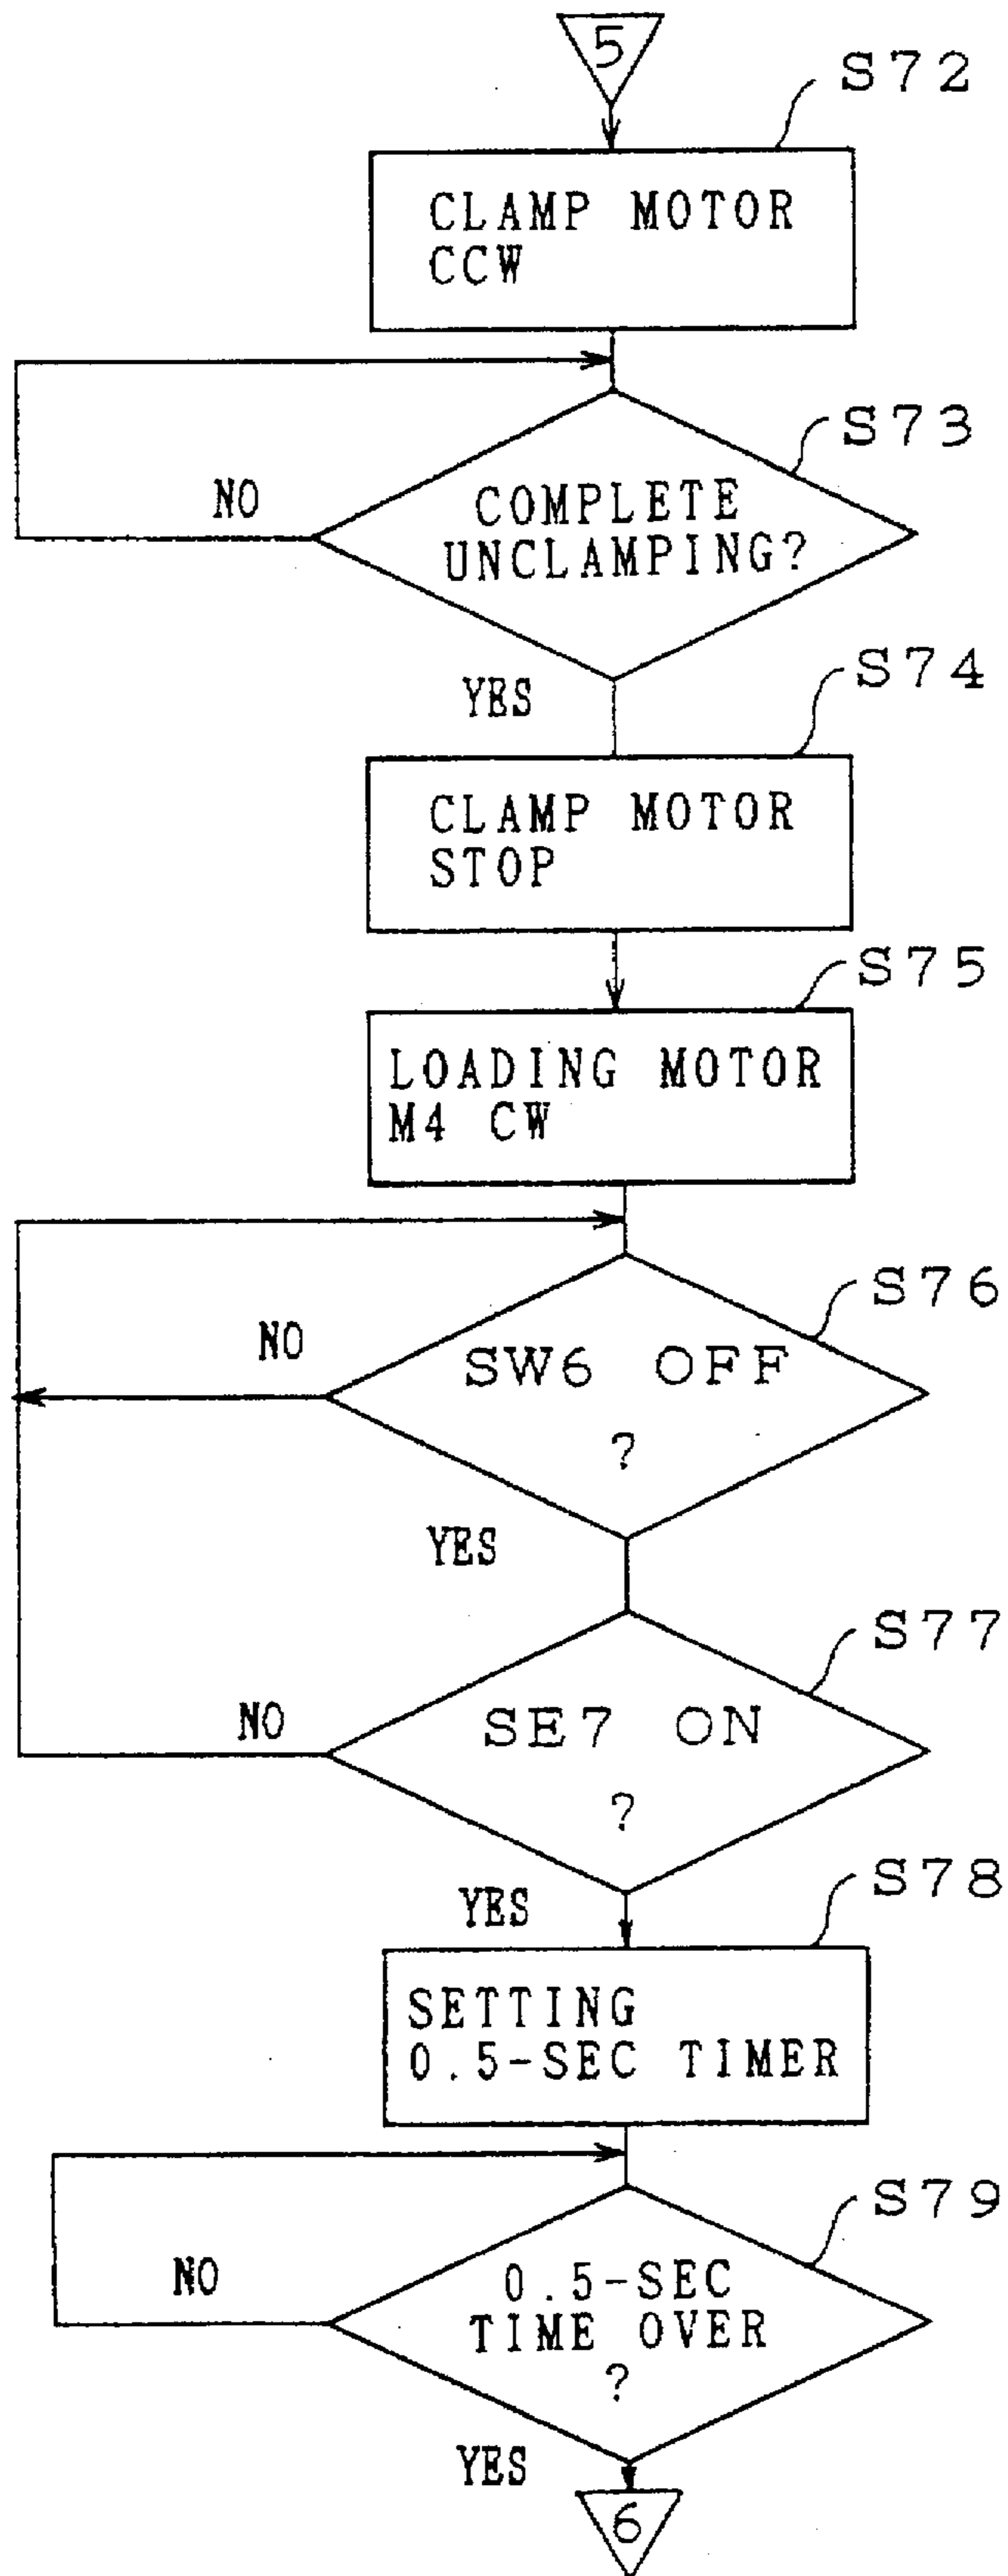 5
S72
CLAMP MOTOR
CCW
S73
NO
COMPLETE
UNCLAMPING?
YES
S74
CLAMP MOTOR
STOP
S75
LOADING MOTOR
M4 CW
S76
NO
SW6 OFF
?
YES
S77
NO
SE7 ON
?
YES
S78
SETTING
0.5-SEC TIMER
S79
NO
0.5-SEC
TIME OVER
?
YES
6